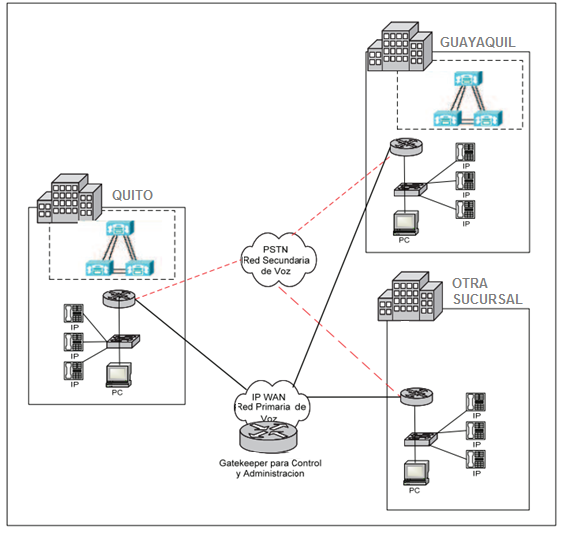 GUAYAQUIL
IP
IP
IP
PC
QUITO
IP
IP
IP
PC
PSTN
Red Secundaria
de Voz
OTRA
SUCURSAL
IP
IP
IP
PC
IP WAN
Red Primaria de
Voz
Gatekeeper para Control
y Administracion